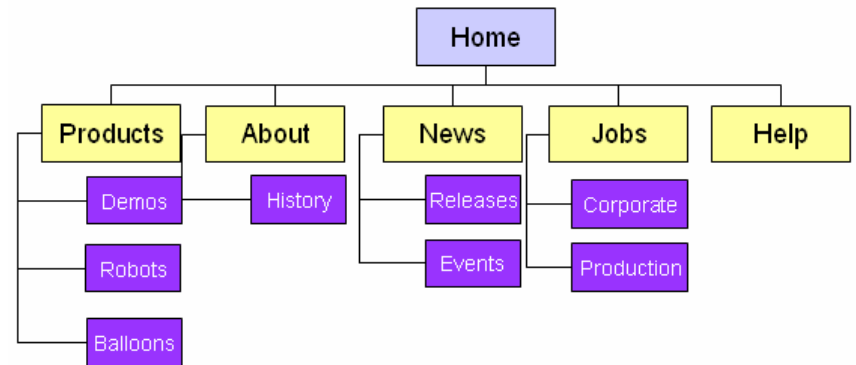 Home
Products
About
News
Jobs
Help
Demos
History
Releases
Corporate
Robots
Events
Production
Balloons